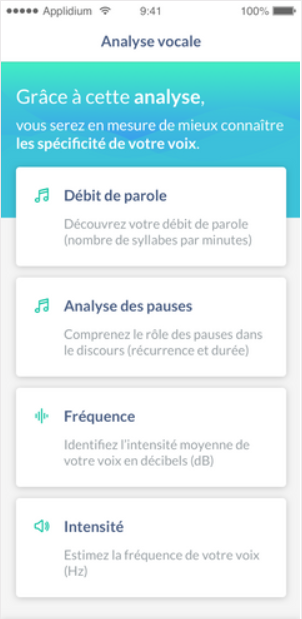 Applidium 9:41 100%
Analyse vocale
Grâce à cette analyse,
vous serez en mesure de mieux connaître
les spécificité de votre voix.
Débit de parole
Découvrez votre débit de parole
(nombre de syllabes par minutes)
Analyse des pauses
Comprenez le rôle des pauses dans
le discours (récurrence et durée)
Fréquence
Identifiez l'intensité moyenne de
votre voix en décibels (dB)
Intensité
Estimez la fréquence de votre voix
(Hz)